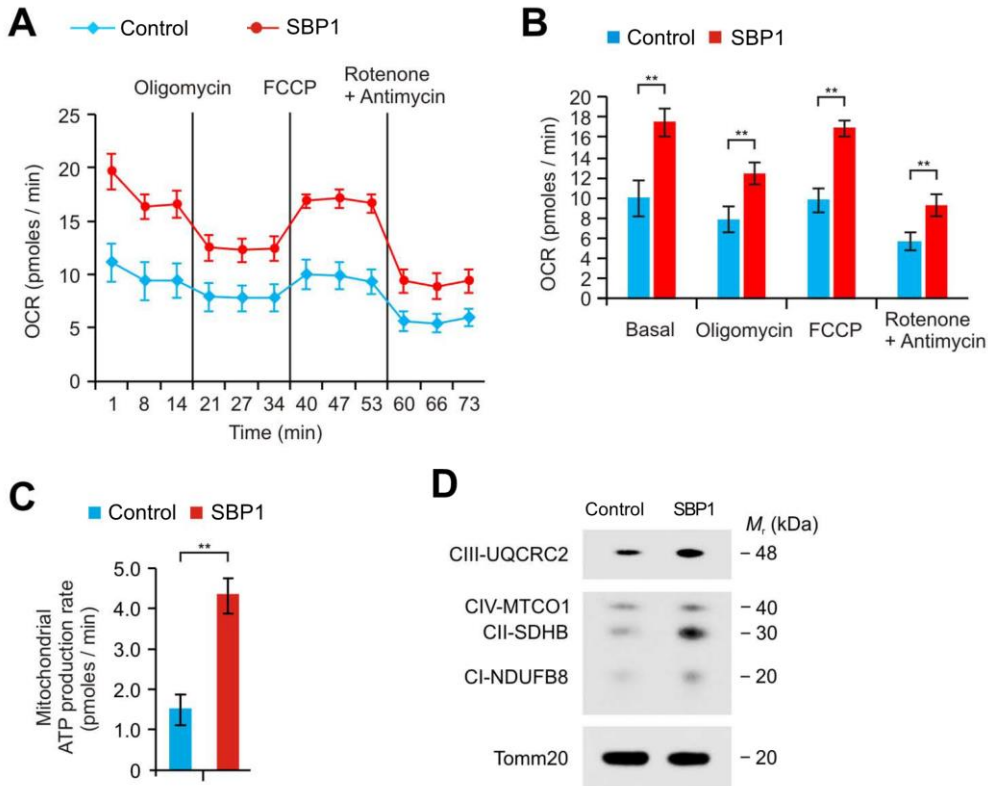 A
Control
SBP1
Oligomycin
FCCP
Rotenone
+ Antimycin
OCR (pmoles / min)
25
20
15
10
5
0
1 8 14 21 27 34 40 47 53 60 66 73
Time (min)
B
Control
SBP1
OCR (pmoles / min)
20
18
16
14
12
10
8
6
4
2
0
**
**
**
**
Basal
Oligomycin
FCCP
Rotenone
+ Antimycin
C
Control
SBP1
Mitochondrial
ATP production rate
(pmoles / min)
5.0
4.0
3.0
2.0
1.0
0
**
D
Control
SBP1
Mr (kDa)
CIII-UQCRC2
– 48
CIV-MTCO1
– 40
CII-SDHB
– 30
CI-NDUFB8
– 20
Tomm20
– 20